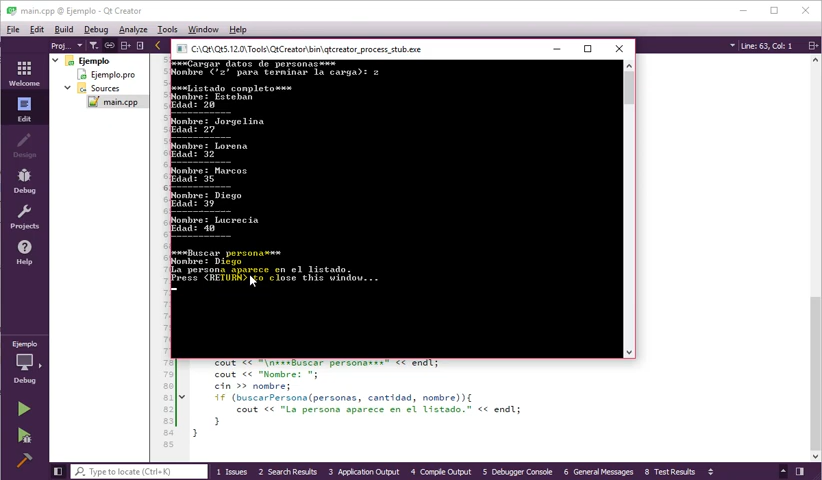 main.cpp @ Ejemplo - Qt Creator
File Edit Build Debug Analyze Tools Window Help
Proj... Line: 63, Col: 1
C:\Qt\Qt5.12.0\Tools\QtCreator\bin\qtcreator_process_stub.exe
Welcome
Edit
Design
Debug
Projects
Help
Ejemplo
Debug
Ejemplo
Ejemplo.pro
Sources
main.cpp
***Cargar datos de personas***
Nombre ('z' para terminar la carga): z
***Listado completo***
Nombre: Esteban
Edad: 20
-----------
Nombre: Jorgelina
Edad: 27
-----------
Nombre: Lorena
Edad: 32
-----------
Nombre: Marcos
Edad: 35
-----------
Nombre: Diego
Edad: 39
-----------
Nombre: Lucrecia
Edad: 40
-----------
***Buscar persona***
Nombre: Diego
La persona aparece en el listado.
Press <RETURN> to close this window...
78 cout << "\n***Buscar persona***" << endl;
79 cout << "Nombre: ";
80 cin >> nombre;
81 if (buscarPersona(personas, cantidad, nombre)){
82 cout << "La persona aparece en el listado." << endl;
83 }
84 }
85
Type to locate (Ctrl+K) 1 Issues 2 Search Results 3 Application Output 4 Compile Output 5 Debugger Console 6 General Messages 8 Test Results